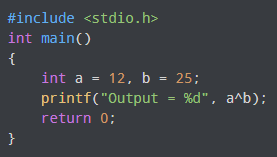 #include <stdio.h>
int main()
{
    int a = 12, b = 25;
    printf("Output = %d", a^b);
    return 0;
}